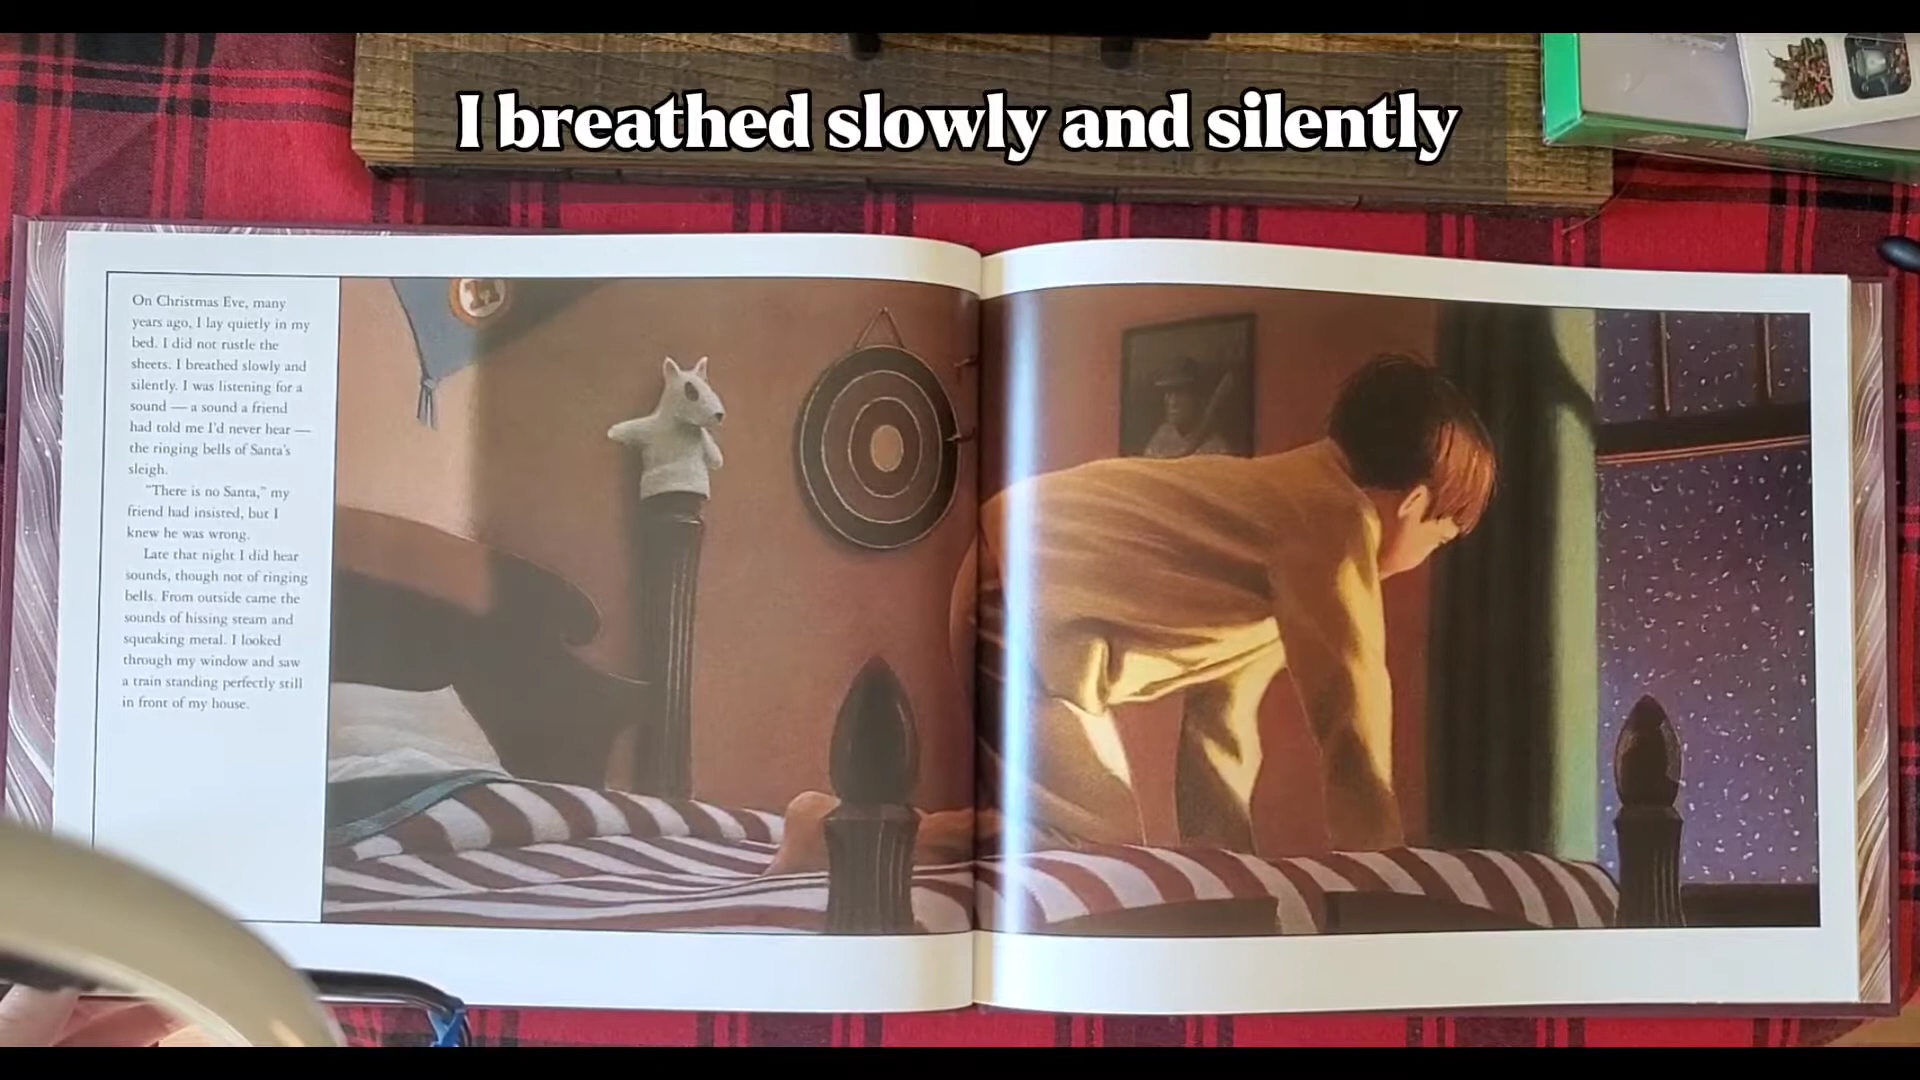 I breathed slowly and silently
On Christmas Eve, many
years ago, I lay quietly in my
bed. I did not rustle the
sheets. I breathed slowly and
silently. I was listening for a
sound — a sound a friend
had told me I'd never hear —
the ringing bells of Santa's
sleigh.
"There is no Santa," my
friend had insisted, but I
knew he was wrong.
Late that night I did hear
sounds, though not of ringing
bells. From outside came the
sounds of hissing steam and
squeaking metal. I looked
through my window and saw
a train standing perfectly still
in front of my house.